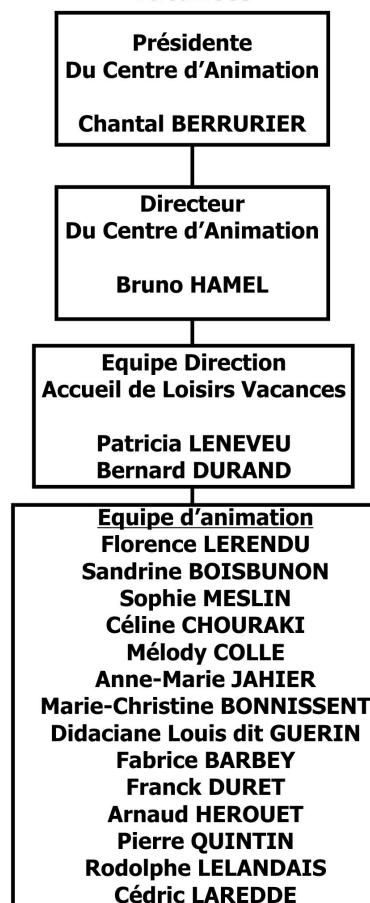 Présidente
Du Centre d'Animation
Chantal BERRURIER
Directeur
Du Centre d'Animation
Bruno HAMEL
Equipe Direction
Accueil de Loisirs Vacances
Patricia LENEVEU
Bernard DURAND
Equipe d'animation
Florence LERENDU
Sandrine BOISBUNON
Sophie MESLIN
Céline CHOURAKI
Mélody COLLE
Anne-Marie JAHIER
Marie-Christine BONNISSENT
Didaciane Louis dit GUERIN
Fabrice BARBEY
Franck DURET
Arnaud HEROUET
Pierre QUINTIN
Rodolphe LELANDAIS
Cédric LAREDDE